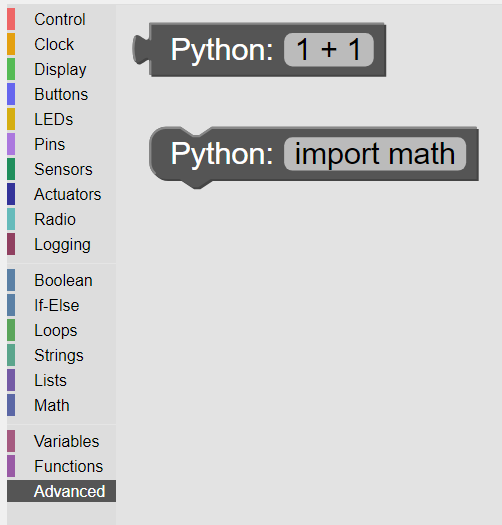 Control
Clock
Display
Buttons
LEDs
Pins
Sensors
Actuators
Radio
Logging
Boolean
If-Else
Loops
Strings
Lists
Math
Variables
Functions
Advanced
Python: 1 + 1
Python: import math